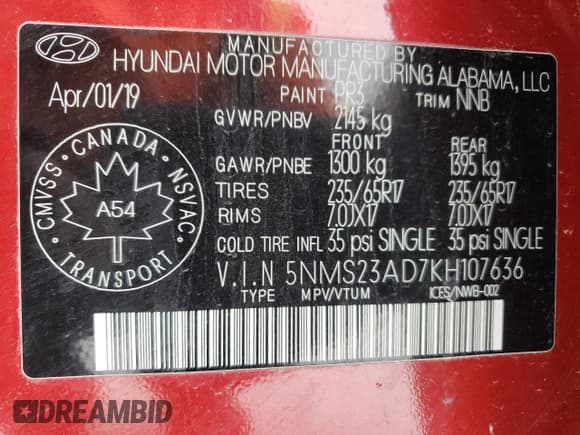 MANUFACTURED BY
HYUNDAI MOTOR MANUFACTURING ALABAMA, LLC
Apr/01/19 PAINT PP3 TRIM NNB
GVWR/PNBV 2145 kg
FRONT REAR
GAWR/PNBE 1300 kg 1395 kg
TIRES 235/65R17 235/65R17
RIMS 7.0JX17 7.0JX17
COLD TIRE INFL 35 psi SINGLE 35 psi SINGLE
CMVSS • CANADA • NSVAC • TRANSPORT •
A54
V.I.N 5NMS23AD7KH107636
TYPE MPV/VTUM ICES/NWB-002
DREAMBID